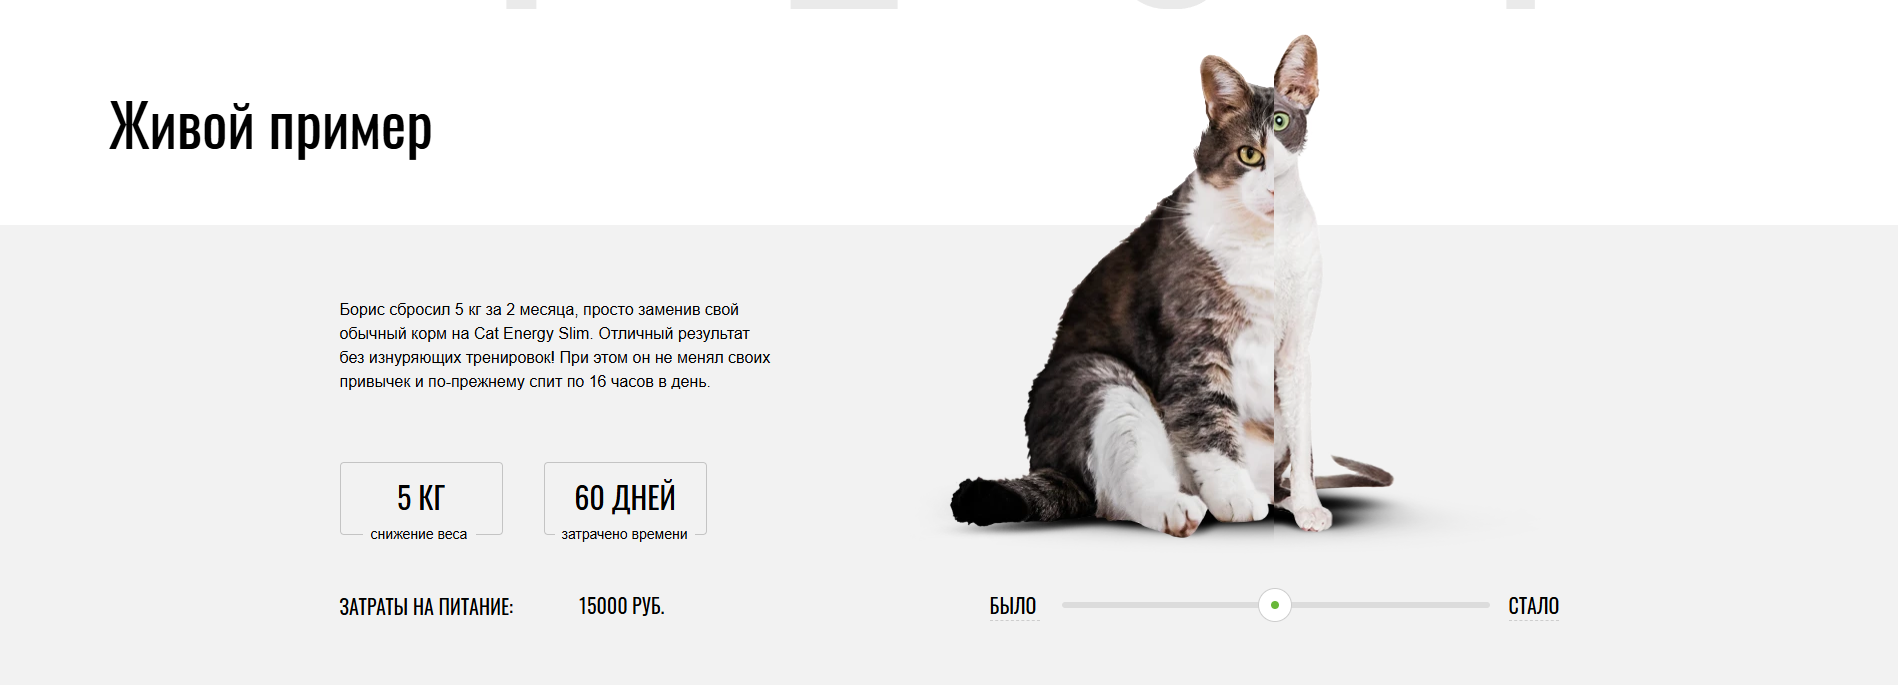 Живой пример
Борис сбросил 5 кг за 2 месяца, просто заменив свой
обычный корм на Cat Energy Slim. Отличный результат
без изнуряющих тренировок! При этом он не менял своих
привычек и по-прежнему спит по 16 часов в день.
5 КГ
снижение веса
60 ДНЕЙ
затрачено времени
ЗАТРАТЫ НА ПИТАНИЕ:
15000 РУБ.
БЫЛО
СТАЛО